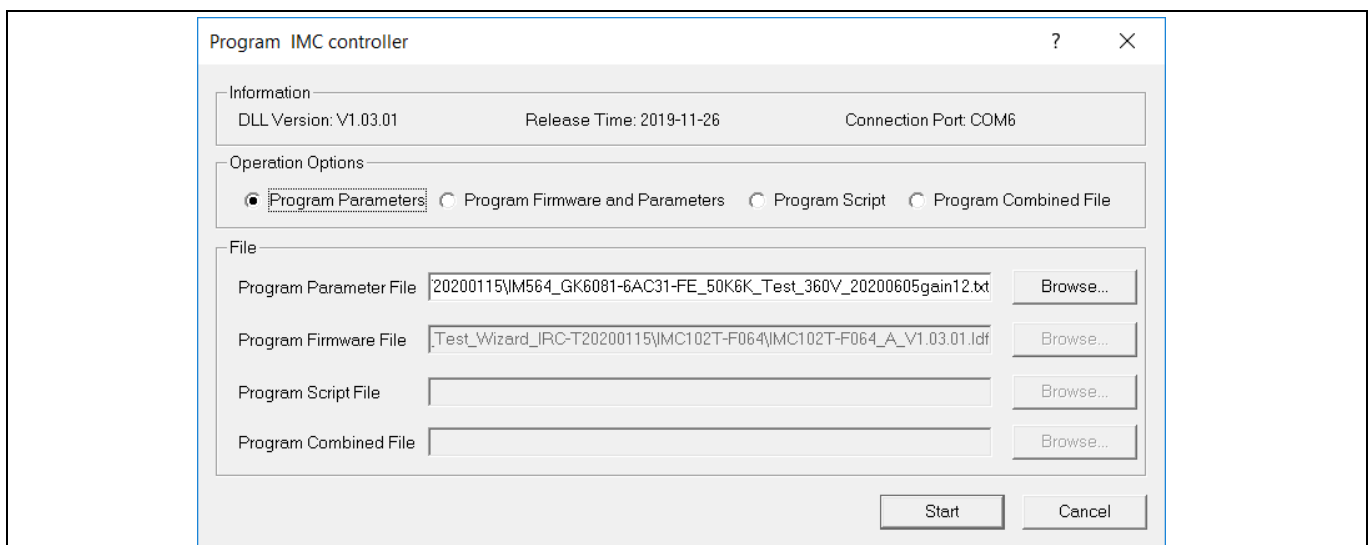 Program IMC controller ? ×
Information
DLL Version: V1.03.01 Release Time: 2019-11-26 Connection Port: COM6
Operation Options
Program Parameters Program Firmware and Parameters Program Script Program Combined File
File
Program Parameter File 20200115\IM564_GK6081-6AC31-FE_50K6K_Test_360V_20200605gain12.txt Browse...
Program Firmware File _Test_Wizard_IRC-T20200115\IMC102T-F064\IMC102T-F064_A_V1.03.01.ldf Browse...
Program Script File Browse...
Program Combined File Browse...
Start Cancel